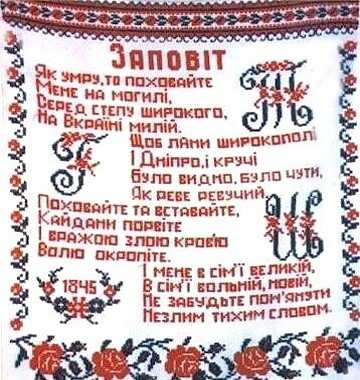 Заповіт
Як умру, то поховайте
Мене на могилі,
Серед степу широкого,
На Вкраїні милій.
Т
Щоб лани широкополі
І Дніпро, і кручі
Було видно, було чути,
Як реве ревучий.
Г
Поховайте та вставайте,
Кайдани порвіте
І вражою злою кров'ю
Волю окропіте.
Ш
1845
І мене в сім'ї великій,
В сім'ї вольній, новій,
Не забудьте пом'янути
Незлим тихим словом.